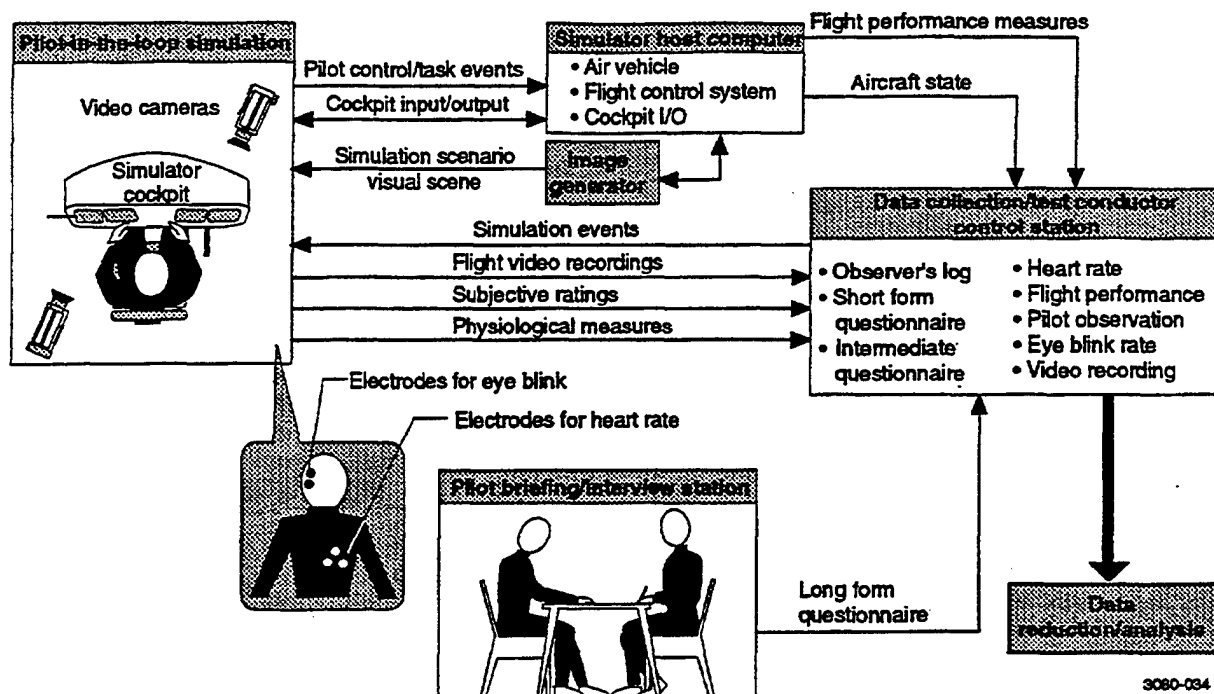 Pilot-in-the-loop simulation
Video cameras
Simulator
cockpit
Pilot control/task events
Cockpit input/output
Simulation scenario
visual scene
Simulator host computer
• Air vehicle
• Flight control system
• Cockpit I/O
Image
generator
Flight performance measures
Aircraft state
Simulation events
Flight video recordings
Subjective ratings
Physiological measures
Data collection/test conductor
control station
• Observer's log
• Short form
questionnaire
• Intermediate
questionnaire
• Heart rate
• Flight performance
• Pilot observation
• Eye blink rate
• Video recording
Electrodes for eye blink
Electrodes for heart rate
Pilot briefing/interview station
Long form
questionnaire
Data
reduction/analysis
3080-034